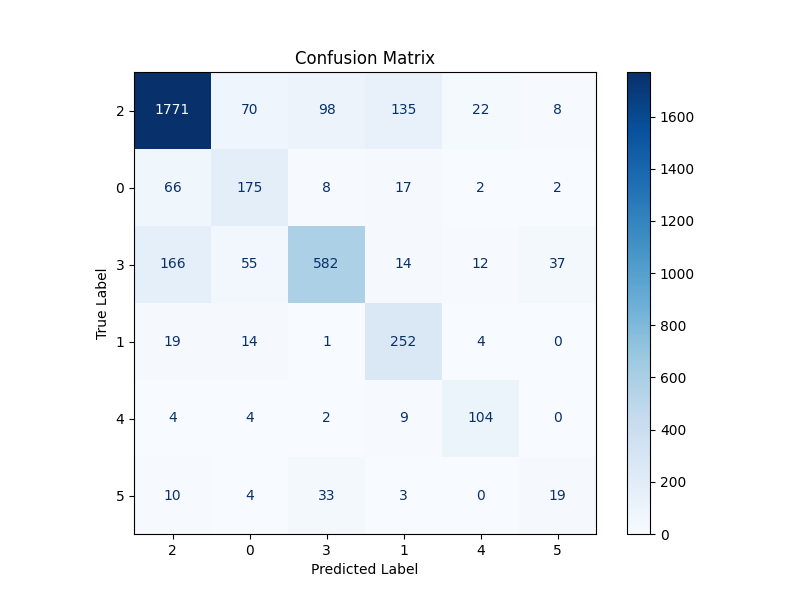 Confusion Matrix
2 1771 70 98 135 22 8
0 66 175 8 17 2 2
3 166 55 582 14 12 37
1 19 14 1 252 4 0
4 4 4 2 9 104 0
5 10 4 33 3 0 19
2 0 3 1 4 5
Predicted Label
True Label
1600
1400
1200
1000
800
600
400
200
0